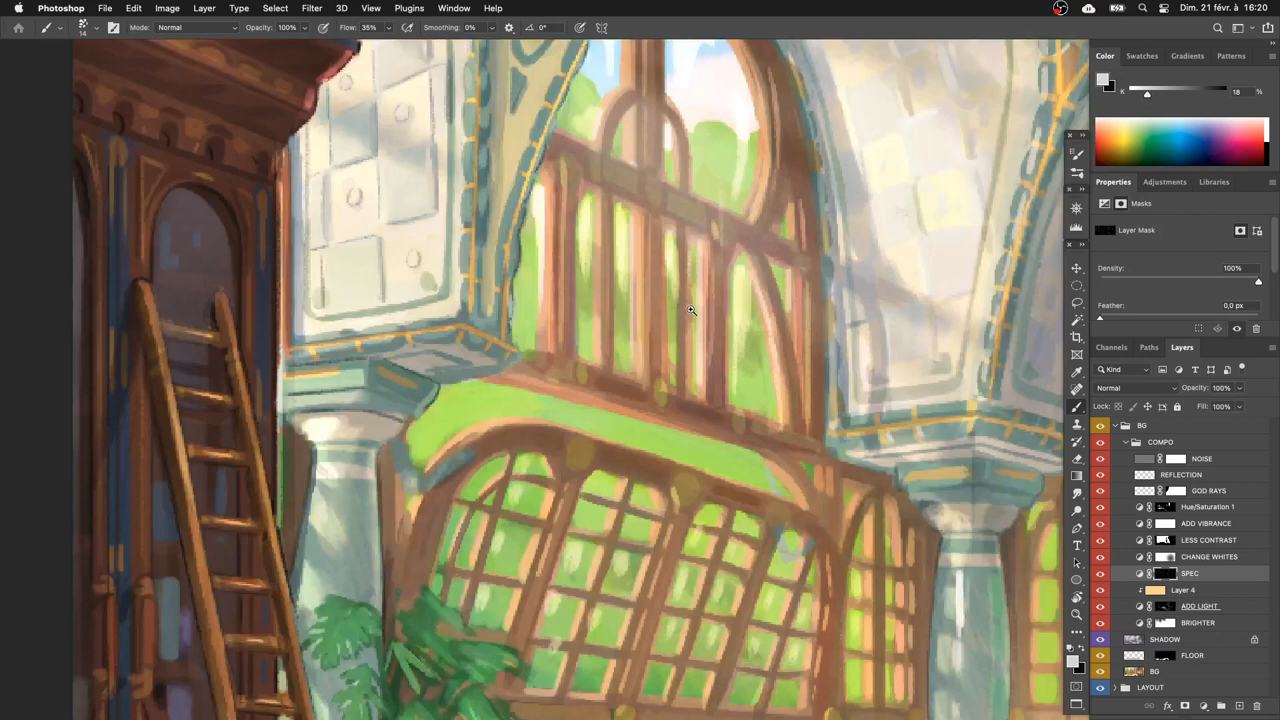 Photoshop File Edit Image Layer Type Select Filter 3D View Plugins Window Help Dim. 21 févr. à 16:20
14 Mode: Normal Opacity: 100% Flow: 35% Smoothing: 0% 0°
Color Swatches Gradients Patterns
K 18 %
Properties Adjustments Libraries
Masks
Layer Mask
Density: 100%
Feather: 0,0 px
Channels Paths Layers
Kind
Normal Opacity: 100%
Lock: Fill: 100%
BG
COMPO
NOISE
REFLECTION
GOD RAYS
Hue/Saturation 1
ADD VIBRANCE
LESS CONTRAST
CHANGE WHITES
SPEC
Layer 4
ADD LIGHT
BRIGHTER
SHADOW
FLOOR
BG
LAYOUT